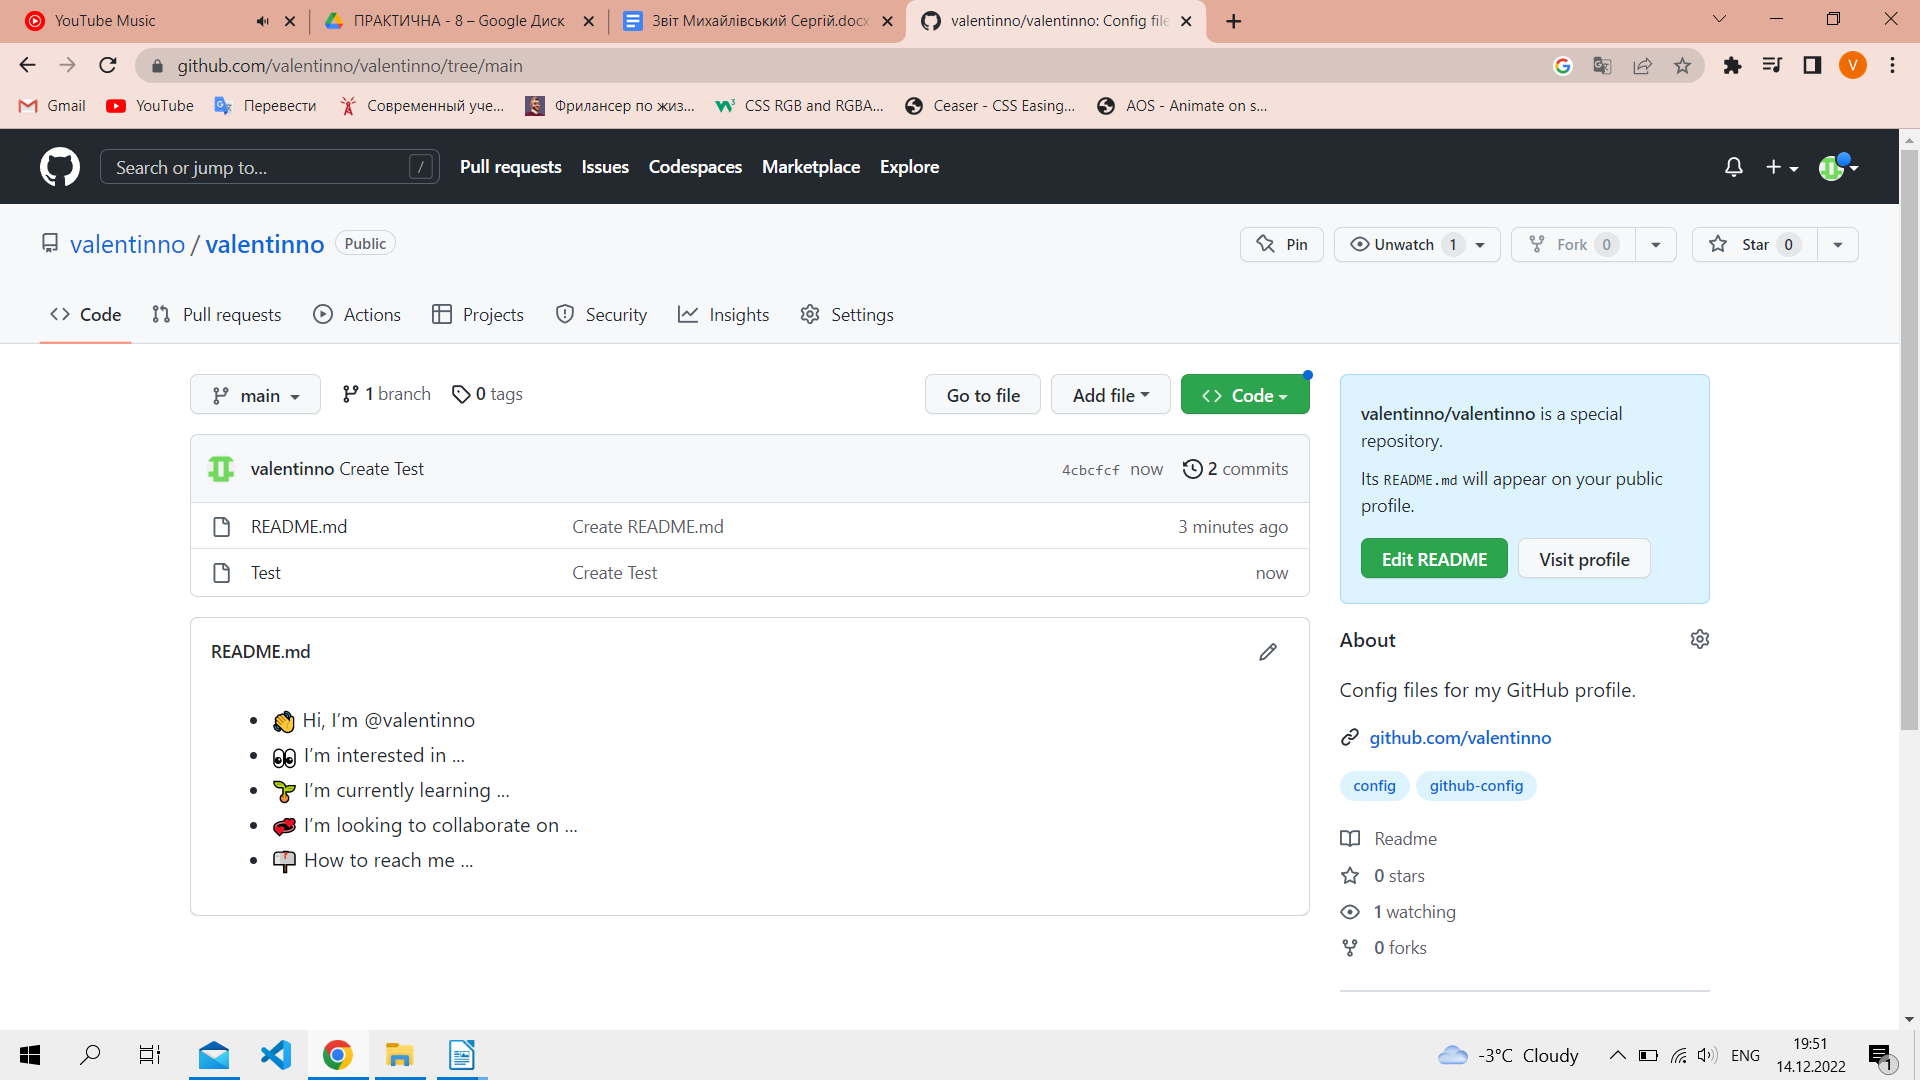 YouTube Music
ПРАКТИЧНА - 8 – Google Диск
Звіт Михайлівський Сергій.docx
valentinno/valentinno: Config file
github.com/valentinno/valentinno/tree/main
V
Gmail
YouTube
Перевести
Современный уче...
Фрилансер по жиз...
CSS RGB and RGBA...
Ceaser - CSS Easing...
AOS - Animate on s...
Search or jump to...
/
Pull requests
Issues
Codespaces
Marketplace
Explore
valentinno / valentinno
Public
Pin
Unwatch 1
Fork 0
Star 0
Code
Pull requests
Actions
Projects
Security
Insights
Settings
main
1 branch
0 tags
Go to file
Add file
Code
valentinno Create Test
4cbcfcf now
2 commits
README.md
Create README.md
3 minutes ago
Test
Create Test
now
README.md
Hi, I’m @valentinno
I’m interested in ...
I’m currently learning ...
I’m looking to collaborate on ...
How to reach me ...
valentinno/valentinno is a special
repository.
Its README.md will appear on your public
profile.
Edit README
Visit profile
About
Config files for my GitHub profile.
github.com/valentinno
config
github-config
Readme
0 stars
1 watching
0 forks
-3°C Cloudy
ENG
19:51
14.12.2022
1